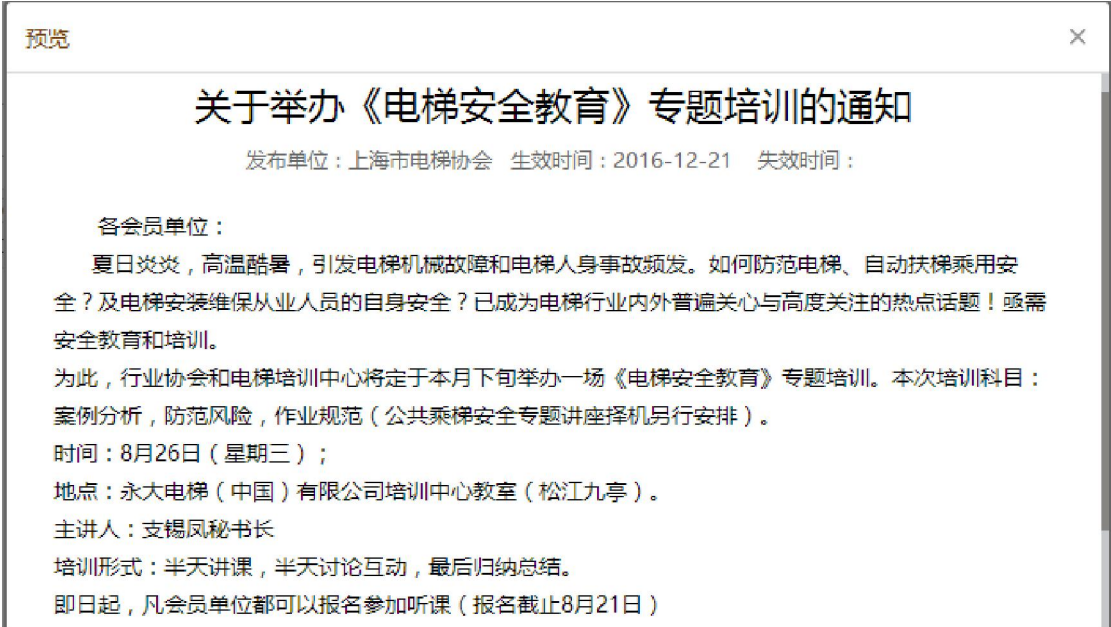 预览
×
关于举办《电梯安全教育》专题培训的通知
发布单位：上海市电梯协会 生效时间：2016-12-21 失效时间：
各会员单位：
夏日炎炎，高温酷暑，引发电梯机械故障和电梯人身事故频发。如何防范电梯、自动扶梯乘用安
全？及电梯安装维保从业人员的自身安全？已成为电梯行业内外普遍关心与高度关注的热点话题！亟需
安全教育和培训。
为此，行业协会和电梯培训中心将定于本月下旬举办一场《电梯安全教育》专题培训。本次培训科目：
案例分析，防范风险，作业规范（公共乘梯安全专题讲座择机另行安排）。
时间：8月26日（星期三）；
地点：永大电梯（中国）有限公司培训中心教室（松江九亭）。
主讲人：支锡凤秘书长
培训形式：半天讲课，半天讨论互动，最后归纳总结。
即日起，凡会员单位都可以报名参加听课（报名截止8月21日）